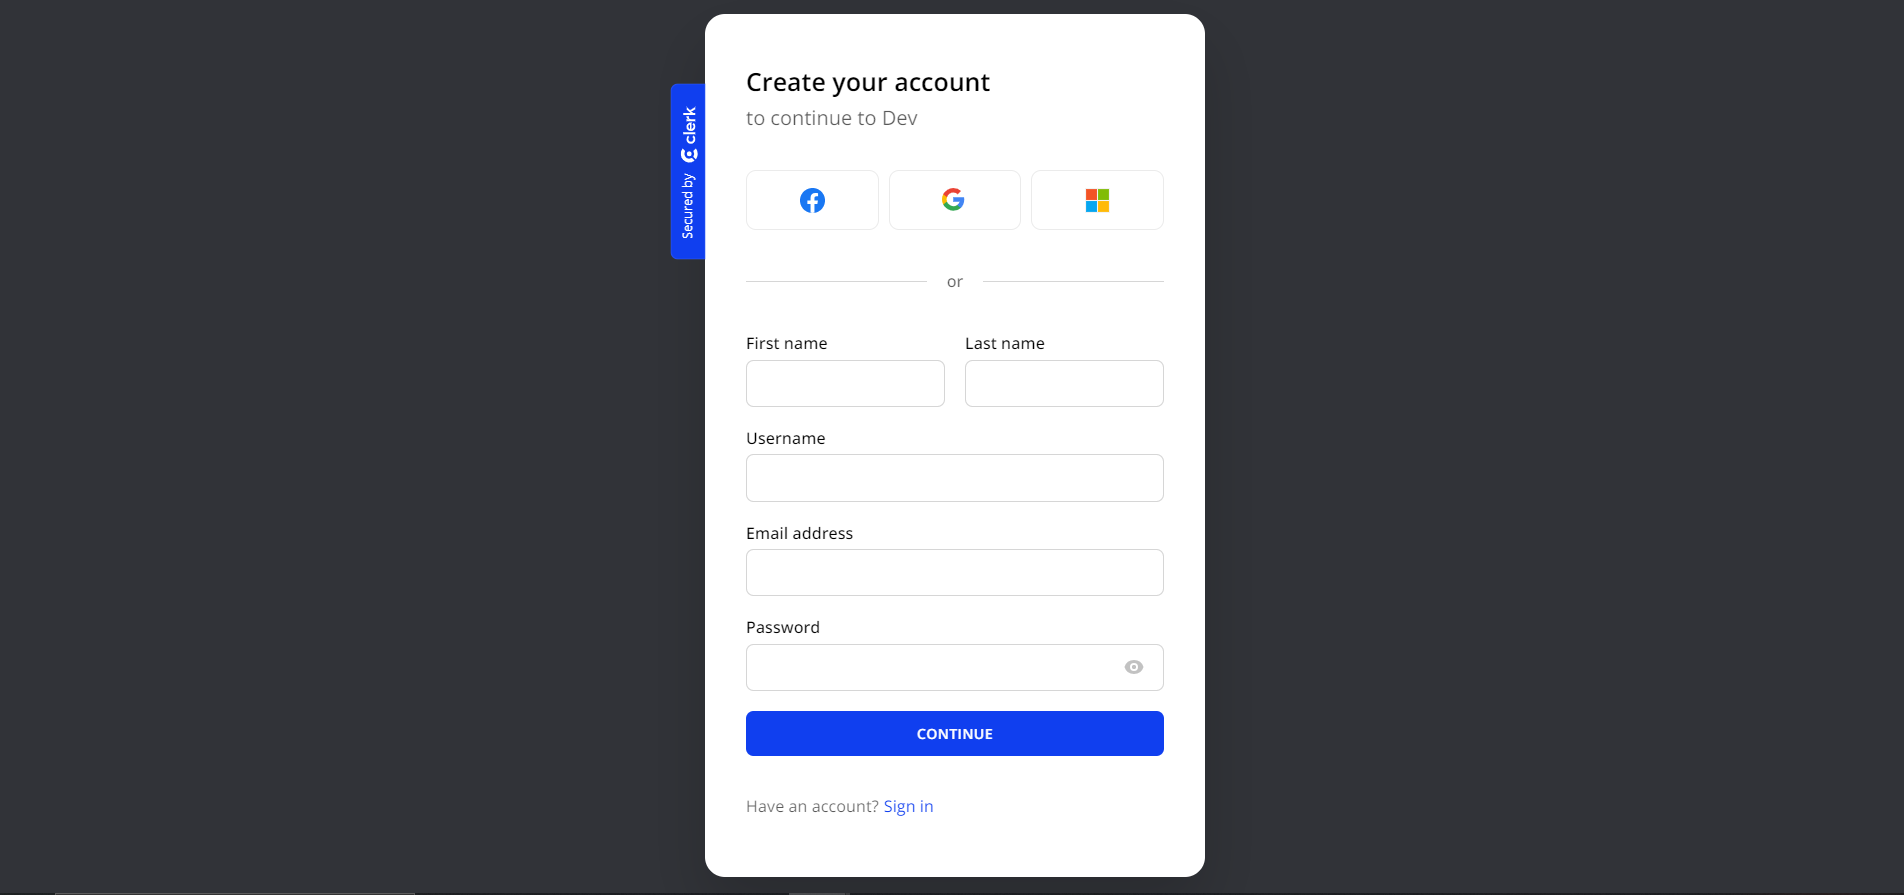 Create your account
to continue to Dev
Secured by clerk
or
First name
Last name
Username
Email address
Password
CONTINUE
Have an account? Sign in